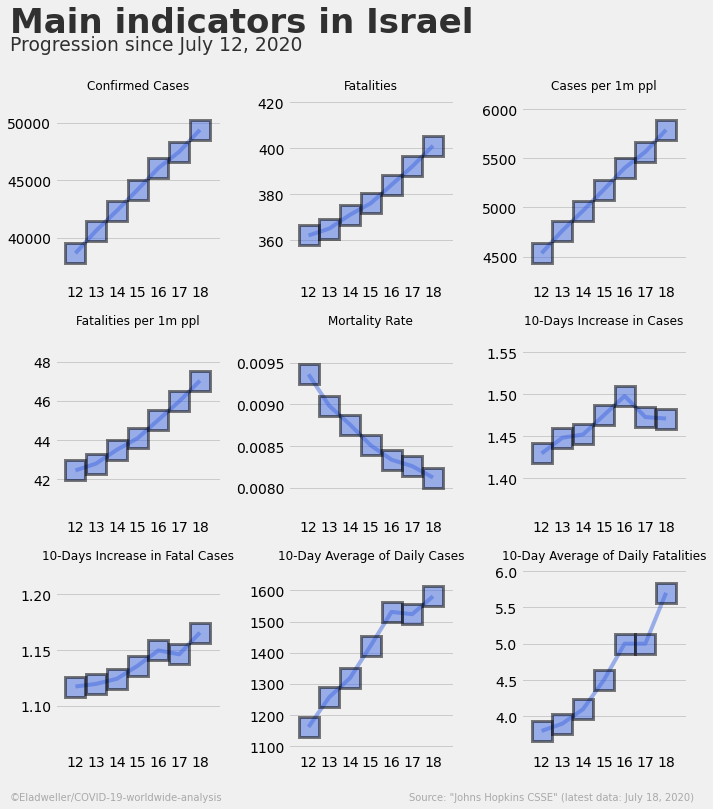 Main indicators in Israel
Progression since July 12, 2020
Confirmed Cases
50000
45000
40000
12 13 14 15 16 17 18
Fatalities
420
400
380
360
12 13 14 15 16 17 18
Cases per 1m ppl
6000
5500
5000
4500
12 13 14 15 16 17 18
Fatalities per 1m ppl
48
46
44
42
12 13 14 15 16 17 18
Mortality Rate
0.0095
0.0090
0.0085
0.0080
12 13 14 15 16 17 18
10-Days Increase in Cases
1.55
1.50
1.45
1.40
12 13 14 15 16 17 18
10-Days Increase in Fatal Cases
1.20
1.15
1.10
12 13 14 15 16 17 18
10-Day Average of Daily Cases
1600
1500
1400
1300
1200
1100
12 13 14 15 16 17 18
10-Day Average of Daily Fatalities
6.0
5.5
5.0
4.5
4.0
12 13 14 15 16 17 18
©Eladweller/COVID-19-worldwide-analysis
Source: "Johns Hopkins CSSE" (latest data: July 18, 2020)